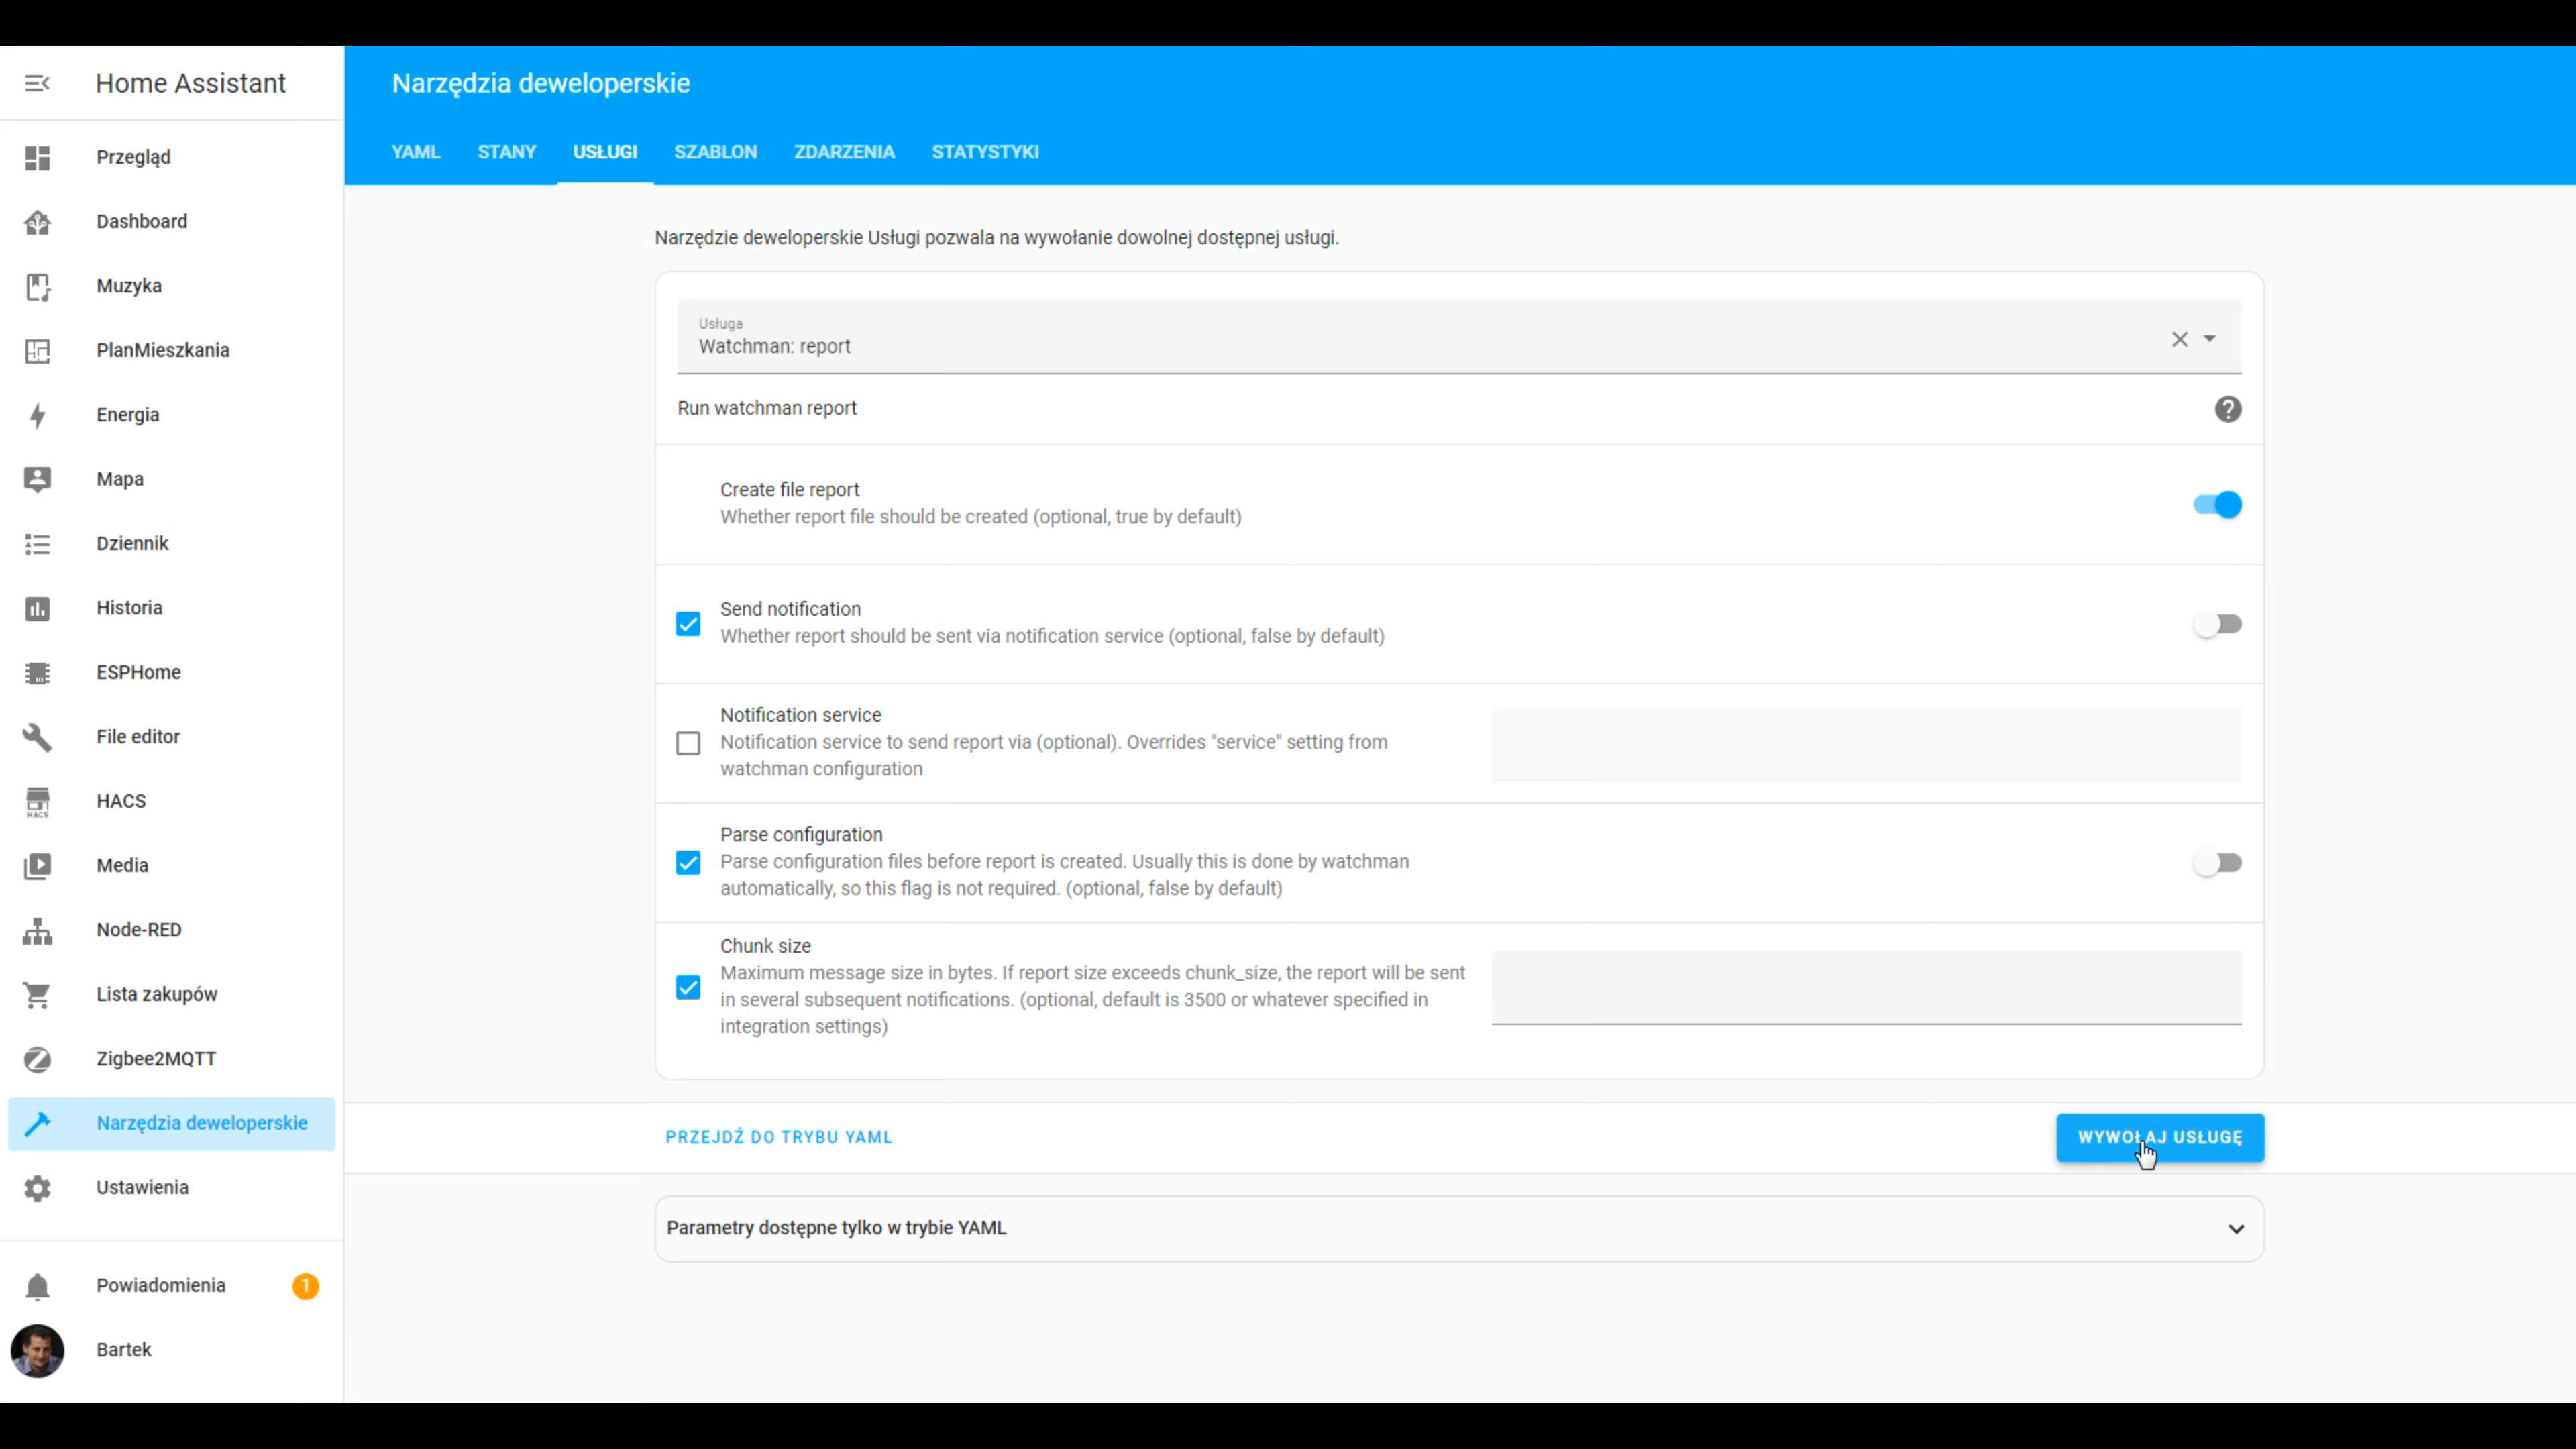 Home Assistant
Narzędzia deweloperskie
YAML STANY USŁUGI SZABLON ZDARZENIA STATYSTYKI
Przegląd
Dashboard
Muzyka
PlanMieszkania
Energia
Mapa
Dziennik
Historia
ESPHome
File editor
HACS
HACS
Media
Node-RED
Lista zakupów
Zigbee2MQTT
Narzędzia deweloperskie
Ustawienia
Powiadomienia 1
Bartek
Narzędzie deweloperskie Usługi pozwala na wywołanie dowolnej dostępnej usługi.
Usługa
Watchman: report
Run watchman report
Create file report
Whether report file should be created (optional, true by default)
Send notification
Whether report should be sent via notification service (optional, false by default)
Notification service
Notification service to send report via (optional). Overrides "service" setting from
watchman configuration
Parse configuration
Parse configuration files before report is created. Usually this is done by watchman
automatically, so this flag is not required. (optional, false by default)
Chunk size
Maximum message size in bytes. If report size exceeds chunk_size, the report will be sent
in several subsequent notifications. (optional, default is 3500 or whatever specified in
integration settings)
PRZEJDŹ DO TRYBU YAML
WYWOŁAJ USŁUGĘ
Parametry dostępne tylko w trybie YAML